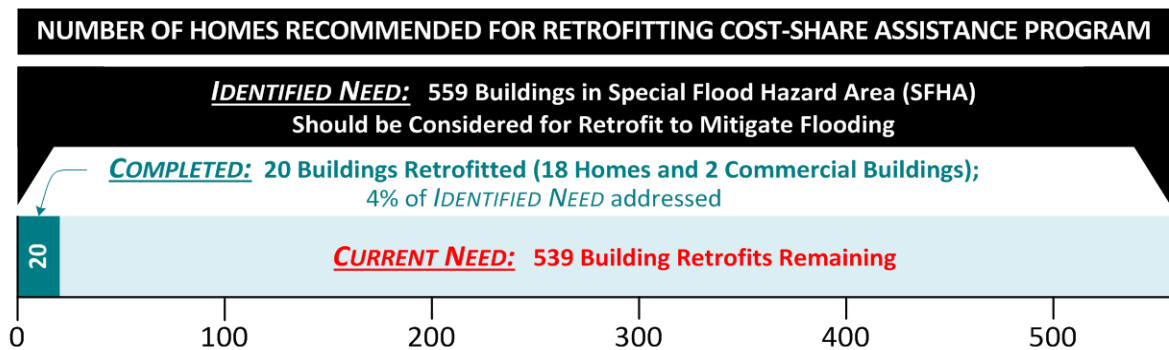 NUMBER OF HOMES RECOMMENDED FOR RETROFITTING COST-SHARE ASSISTANCE PROGRAM
IDENTIFIED NEED: 559 Buildings in Special Flood Hazard Area (SFHA)
Should be Considered for Retrofit to Mitigate Flooding
COMPLETED: 20 Buildings Retrofitted (18 Homes and 2 Commercial Buildings);
4% of IDENTIFIED NEED addressed
20
CURRENT NEED: 539 Building Retrofits Remaining
0 100 200 300 400 500